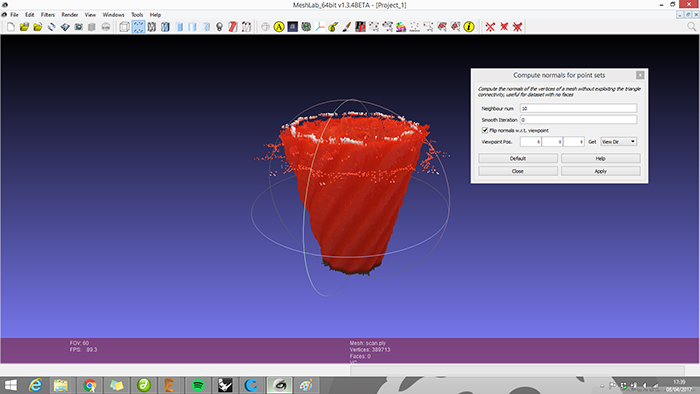 MeshLab_64bit v1.3.4BETA - [Project_1]
File Edit Filters Render View Windows Tools Help
Compute normals for point sets
Compute the normals of the vertices of a mesh without exploiting the triangle
connectivity, useful for dataset with no faces
Neighbour num 10
Smooth Iteration 0
Flip normals w.r.t. viewpoint
Viewpoint Pos. 0 0 0 Get View Dir
Default Help
Close Apply
FOV: 60
FPS: 89.3
Mesh: scan.ply
Vertices: 389713
Faces: 0
VC
17:39
08/04/2017